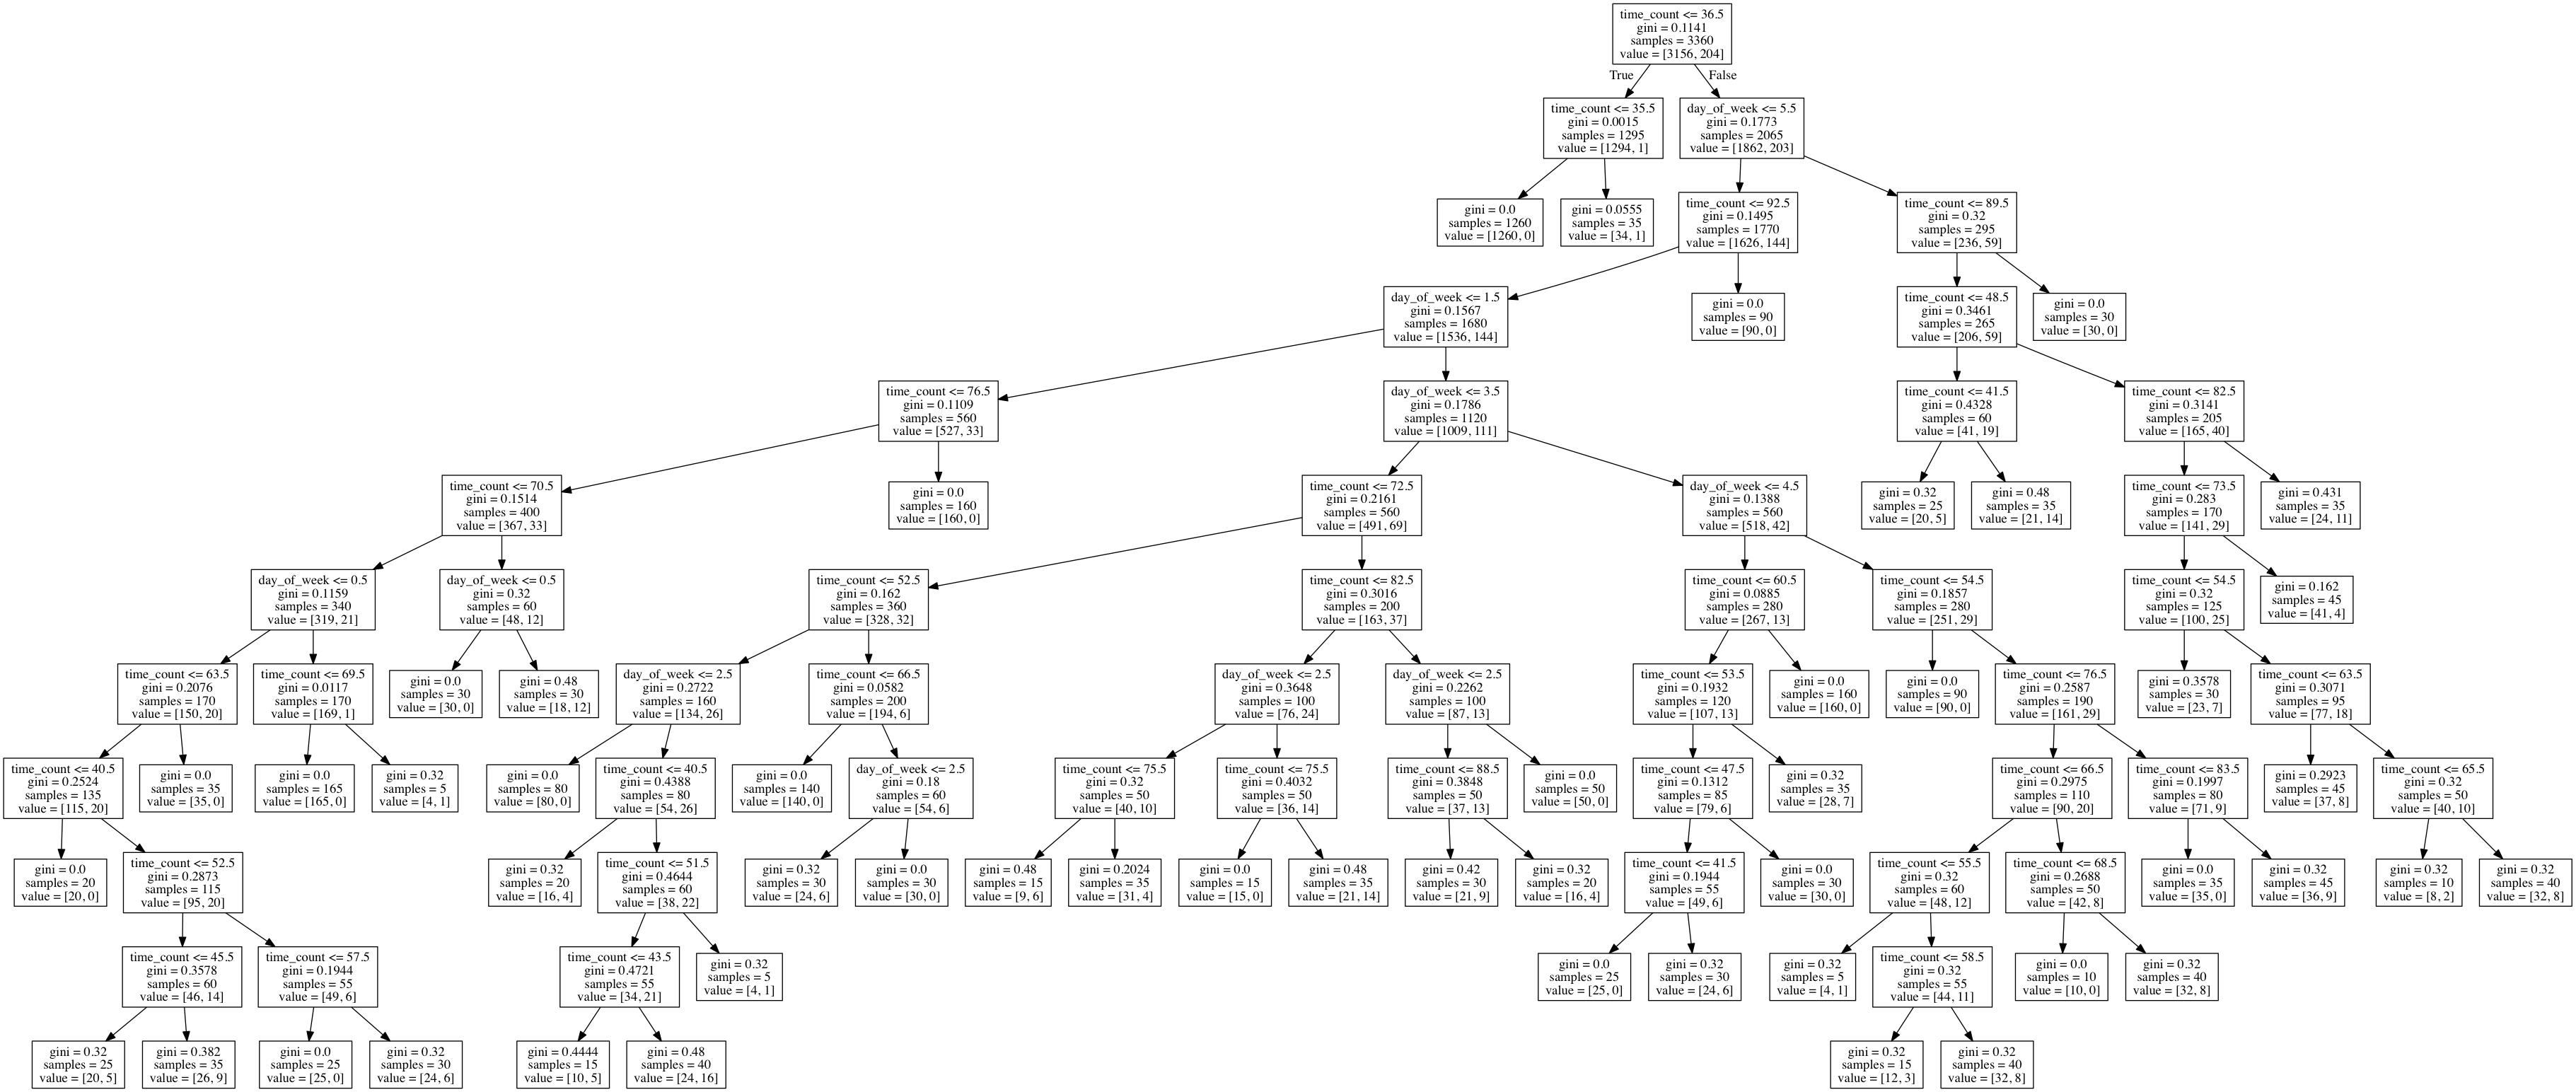 time_count <= 36.5
gini = 0.1141
samples = 3360
value = [3156, 204]
True
False
time_count <= 35.5
gini = 0.0015
samples = 1295
value = [1294, 1]
day_of_week <= 5.5
gini = 0.1773
samples = 2065
value = [1862, 203]
gini = 0.0
samples = 1260
value = [1260, 0]
gini = 0.0555
samples = 35
value = [34, 1]
time_count <= 92.5
gini = 0.1495
samples = 1770
value = [1626, 144]
time_count <= 89.5
gini = 0.32
samples = 295
value = [236, 59]
day_of_week <= 1.5
gini = 0.1567
samples = 1680
value = [1536, 144]
gini = 0.0
samples = 90
value = [90, 0]
time_count <= 48.5
gini = 0.3461
samples = 265
value = [206, 59]
gini = 0.0
samples = 30
value = [30, 0]
time_count <= 76.5
gini = 0.1109
samples = 560
value = [527, 33]
day_of_week <= 3.5
gini = 0.1786
samples = 1120
value = [1009, 111]
time_count <= 41.5
gini = 0.4328
samples = 60
value = [41, 19]
time_count <= 82.5
gini = 0.3141
samples = 205
value = [165, 40]
time_count <= 70.5
gini = 0.1514
samples = 400
value = [367, 33]
gini = 0.0
samples = 160
value = [160, 0]
time_count <= 72.5
gini = 0.2161
samples = 560
value = [491, 69]
day_of_week <= 4.5
gini = 0.1388
samples = 560
value = [518, 42]
gini = 0.32
samples = 25
value = [20, 5]
gini = 0.48
samples = 35
value = [21, 14]
time_count <= 73.5
gini = 0.283
samples = 170
value = [141, 29]
gini = 0.431
samples = 35
value = [24, 11]
day_of_week <= 0.5
gini = 0.1159
samples = 340
value = [319, 21]
day_of_week <= 0.5
gini = 0.32
samples = 60
value = [48, 12]
time_count <= 52.5
gini = 0.162
samples = 360
value = [328, 32]
time_count <= 82.5
gini = 0.3016
samples = 200
value = [163, 37]
time_count <= 60.5
gini = 0.0885
samples = 280
value = [267, 13]
time_count <= 54.5
gini = 0.1857
samples = 280
value = [251, 29]
time_count <= 54.5
gini = 0.32
samples = 125
value = [100, 25]
gini = 0.162
samples = 45
value = [41, 4]
time_count <= 63.5
gini = 0.2076
samples = 170
value = [150, 20]
time_count <= 69.5
gini = 0.0117
samples = 170
value = [169, 1]
gini = 0.0
samples = 30
value = [30, 0]
gini = 0.48
samples = 30
value = [18, 12]
day_of_week <= 2.5
gini = 0.2722
samples = 160
value = [134, 26]
time_count <= 66.5
gini = 0.0582
samples = 200
value = [194, 6]
day_of_week <= 2.5
gini = 0.3648
samples = 100
value = [76, 24]
day_of_week <= 2.5
gini = 0.2262
samples = 100
value = [87, 13]
time_count <= 53.5
gini = 0.1932
samples = 120
value = [107, 13]
gini = 0.0
samples = 160
value = [160, 0]
gini = 0.0
samples = 90
value = [90, 0]
time_count <= 76.5
gini = 0.2587
samples = 190
value = [161, 29]
gini = 0.3578
samples = 30
value = [23, 7]
time_count <= 63.5
gini = 0.3071
samples = 95
value = [77, 18]
time_count <= 40.5
gini = 0.2524
samples = 135
value = [115, 20]
gini = 0.0
samples = 35
value = [35, 0]
gini = 0.0
samples = 165
value = [165, 0]
gini = 0.32
samples = 5
value = [4, 1]
gini = 0.0
samples = 80
value = [80, 0]
time_count <= 40.5
gini = 0.4388
samples = 80
value = [54, 26]
gini = 0.0
samples = 140
value = [140, 0]
day_of_week <= 2.5
gini = 0.18
samples = 60
value = [54, 6]
time_count <= 75.5
gini = 0.32
samples = 50
value = [40, 10]
time_count <= 75.5
gini = 0.4032
samples = 50
value = [36, 14]
time_count <= 88.5
gini = 0.3848
samples = 50
value = [37, 13]
gini = 0.0
samples = 50
value = [50, 0]
time_count <= 47.5
gini = 0.1312
samples = 85
value = [79, 6]
gini = 0.32
samples = 35
value = [28, 7]
time_count <= 66.5
gini = 0.2975
samples = 110
value = [90, 20]
time_count <= 83.5
gini = 0.1997
samples = 80
value = [71, 9]
gini = 0.2923
samples = 45
value = [37, 8]
time_count <= 65.5
gini = 0.32
samples = 50
value = [40, 10]
gini = 0.0
samples = 20
value = [20, 0]
time_count <= 52.5
gini = 0.2873
samples = 115
value = [95, 20]
gini = 0.32
samples = 20
value = [16, 4]
time_count <= 51.5
gini = 0.4644
samples = 60
value = [38, 22]
gini = 0.32
samples = 30
value = [24, 6]
gini = 0.0
samples = 30
value = [30, 0]
gini = 0.48
samples = 15
value = [9, 6]
gini = 0.2024
samples = 35
value = [31, 4]
gini = 0.0
samples = 15
value = [15, 0]
gini = 0.48
samples = 35
value = [21, 14]
gini = 0.42
samples = 30
value = [21, 9]
gini = 0.32
samples = 20
value = [16, 4]
time_count <= 41.5
gini = 0.1944
samples = 55
value = [49, 6]
gini = 0.0
samples = 30
value = [30, 0]
time_count <= 55.5
gini = 0.32
samples = 60
value = [48, 12]
time_count <= 68.5
gini = 0.2688
samples = 50
value = [42, 8]
gini = 0.0
samples = 35
value = [35, 0]
gini = 0.32
samples = 45
value = [36, 9]
gini = 0.32
samples = 10
value = [8, 2]
gini = 0.32
samples = 40
value = [32, 8]
time_count <= 45.5
gini = 0.3578
samples = 60
value = [46, 14]
time_count <= 57.5
gini = 0.1944
samples = 55
value = [49, 6]
time_count <= 43.5
gini = 0.4721
samples = 55
value = [34, 21]
gini = 0.32
samples = 5
value = [4, 1]
gini = 0.0
samples = 25
value = [25, 0]
gini = 0.32
samples = 30
value = [24, 6]
gini = 0.32
samples = 5
value = [4, 1]
time_count <= 58.5
gini = 0.32
samples = 55
value = [44, 11]
gini = 0.0
samples = 10
value = [10, 0]
gini = 0.32
samples = 40
value = [32, 8]
gini = 0.32
samples = 25
value = [20, 5]
gini = 0.382
samples = 35
value = [26, 9]
gini = 0.0
samples = 25
value = [25, 0]
gini = 0.32
samples = 30
value = [24, 6]
gini = 0.4444
samples = 15
value = [10, 5]
gini = 0.48
samples = 40
value = [24, 16]
gini = 0.32
samples = 15
value = [12, 3]
gini = 0.32
samples = 40
value = [32, 8]